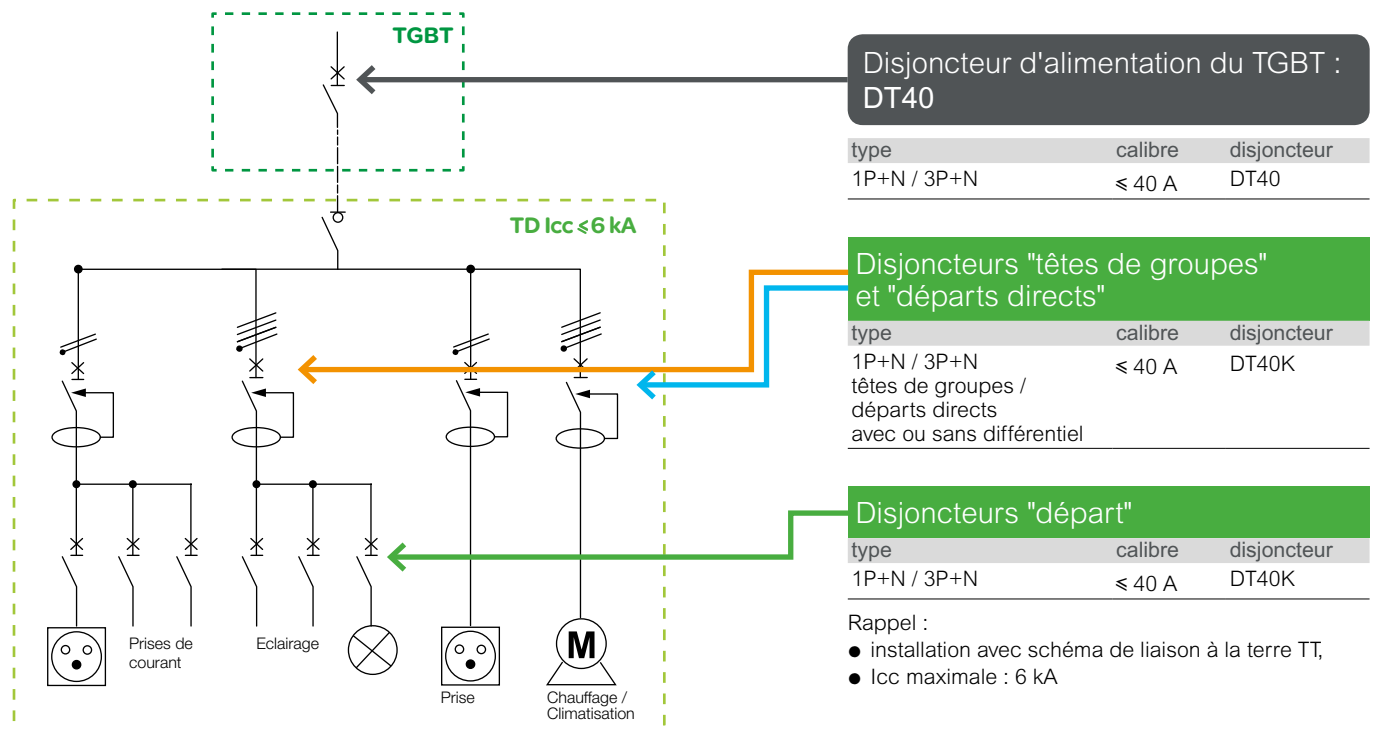 TGBT
Disjoncteur d'alimentation du TGBT :
DT40
type calibre disjoncteur
1P+N / 3P+N ⩽ 40 A DT40
TD Icc ⩽ 6 kA
Disjoncteurs "têtes de groupes"
et "départs directs"
type calibre disjoncteur
1P+N / 3P+N ⩽ 40 A DT40K
têtes de groupes /
départs directs
avec ou sans différentiel
Disjoncteurs "départ"
type calibre disjoncteur
1P+N / 3P+N ⩽ 40 A DT40K
Rappel :
● installation avec schéma de liaison à la terre TT,
● Icc maximale : 6 kA
Prises de
courant
Eclairage
Prise
M
Chauffage /
Climatisation